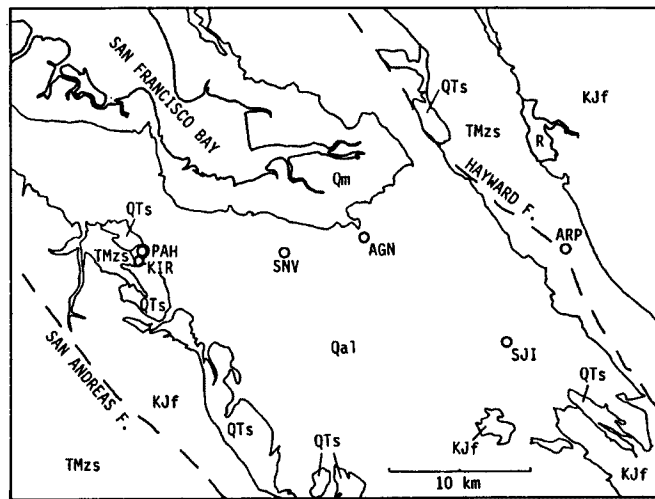 SAN FRANCISCO
BAY
QTs
KJf
TMzs
R
Qm
HAYWARD F.
QTs
PAH
TMzs
KIR
SNV
AGN
ARP
QTs
Qal
SJI
SAN ANDREAS F.
KJf
QTs
QTs
QTs
KJf
KJf
TMzs
10 km